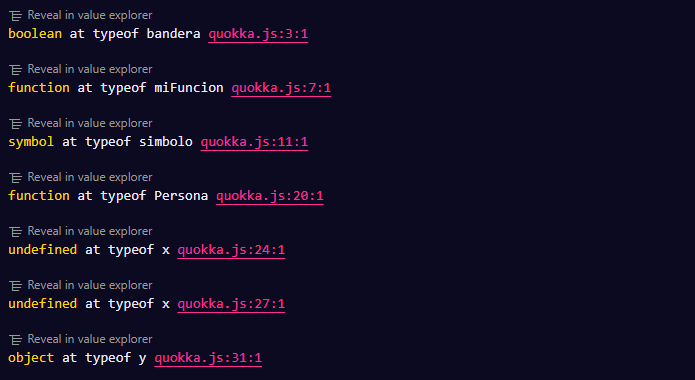 Reveal in value explorer
boolean at typeof bandera quokka.js:3:1
Reveal in value explorer
function at typeof miFuncion quokka.js:7:1
Reveal in value explorer
symbol at typeof simbolo quokka.js:11:1
Reveal in value explorer
function at typeof Persona quokka.js:20:1
Reveal in value explorer
undefined at typeof x quokka.js:24:1
Reveal in value explorer
undefined at typeof x quokka.js:27:1
Reveal in value explorer
object at typeof y quokka.js:31:1